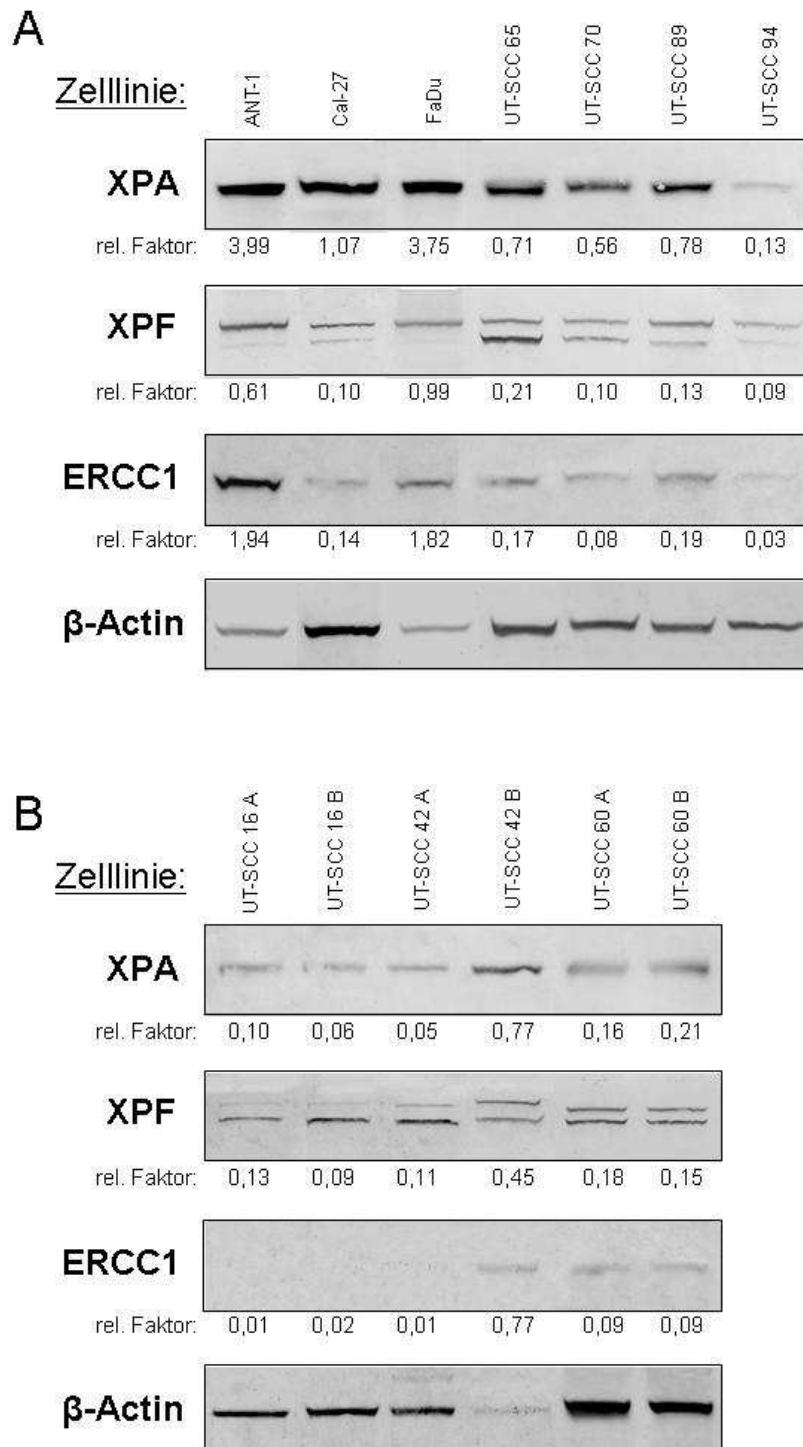 A
Zelllinie:
ANT-1
Cal-27
FaDu
UT-SCC 65
UT-SCC 70
UT-SCC 89
UT-SCC 94
XPA
rel. Faktor: 3,99 1,07 3,75 0,71 0,56 0,78 0,13
XPF
rel. Faktor: 0,61 0,10 0,99 0,21 0,10 0,13 0,09
ERCC1
rel. Faktor: 1,94 0,14 1,82 0,17 0,08 0,19 0,03
β-Actin
B
Zelllinie:
UT-SCC 16 A
UT-SCC 16 B
UT-SCC 42 A
UT-SCC 42 B
UT-SCC 60 A
UT-SCC 60 B
XPA
rel. Faktor: 0,10 0,06 0,05 0,77 0,16 0,21
XPF
rel. Faktor: 0,13 0,09 0,11 0,45 0,18 0,15
ERCC1
rel. Faktor: 0,01 0,02 0,01 0,77 0,09 0,09
β-Actin